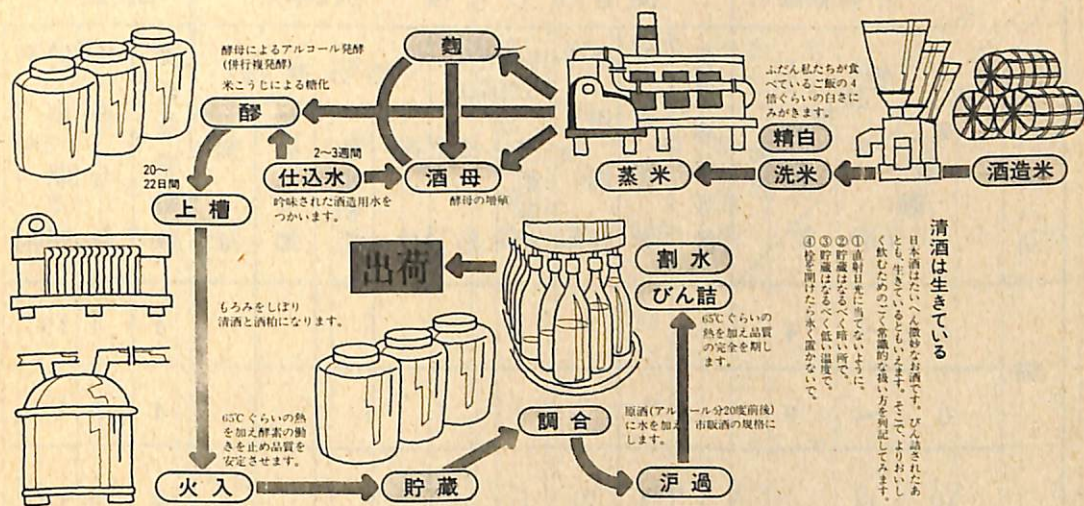 酒造米
精白
ふだん私たちが食
べているご飯の4
倍ぐらいの白さに
みがきます。
洗米
蒸米
麹
酒母
酵母の増殖
2〜3週間
仕込水
吟味された酒造用水を
つかいます。
酵母によるアルコール発酵
(併行複発酵)
米こうじによる糖化
醪
20〜
22日間
上槽
もろみをしぼり
清酒と酒粕になります。
65℃ぐらいの熱
を加え酵素の働
きを止め品質を
安定させます。
火入
貯蔵
調合
原酒(アルコール分20度前後)
に水を加え 市販酒の規格に
します。
沪過
65℃ぐらいの
熱を加え品質
の完全を期し
ます。
割水
びん詰
出荷
清酒は生きている
日本酒はたいへん微妙なお酒です。びん詰されたあ
とも、生きているともいえます。そこで、よりおいし
く飲むためのごく常識的な扱い方を列記してみます。
①直射日光に当てないように。
②貯蔵はなるべく暗い所で。
③貯蔵はなるべく低い温度で。
④栓を開けたら永く置かないで。